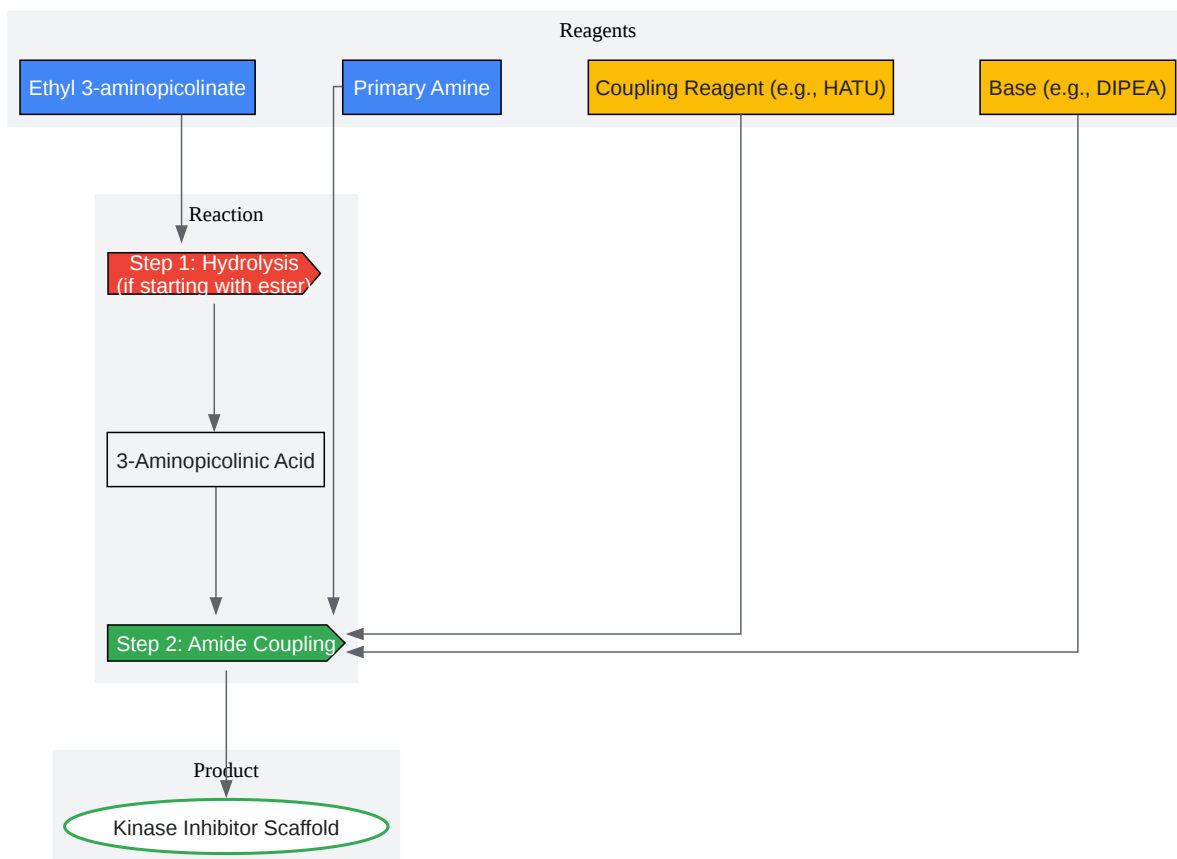 Reagents
Ethyl 3-aminopicolinate
Primary Amine
Coupling Reagent (e.g., HATU)
Base (e.g., DIPEA)
Reaction
Step 1: Hydrolysis
(if starting with ester)
3-Aminopicolinic Acid
Step 2: Amide Coupling
Product
Kinase Inhibitor Scaffold